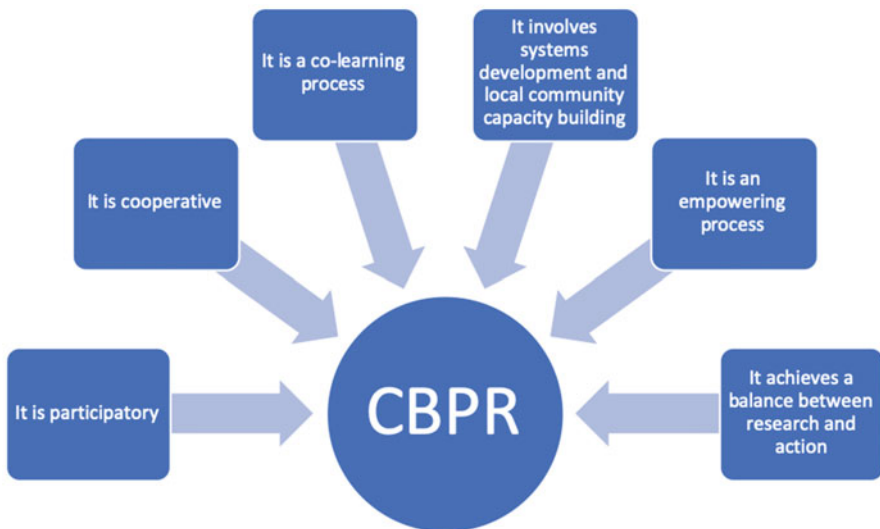 It is participatory
It is cooperative
It is a co-learning
process
It involves
systems
development and
local community
capacity building
It is an
empowering
process
It achieves a
balance between
research and
action
CBPR